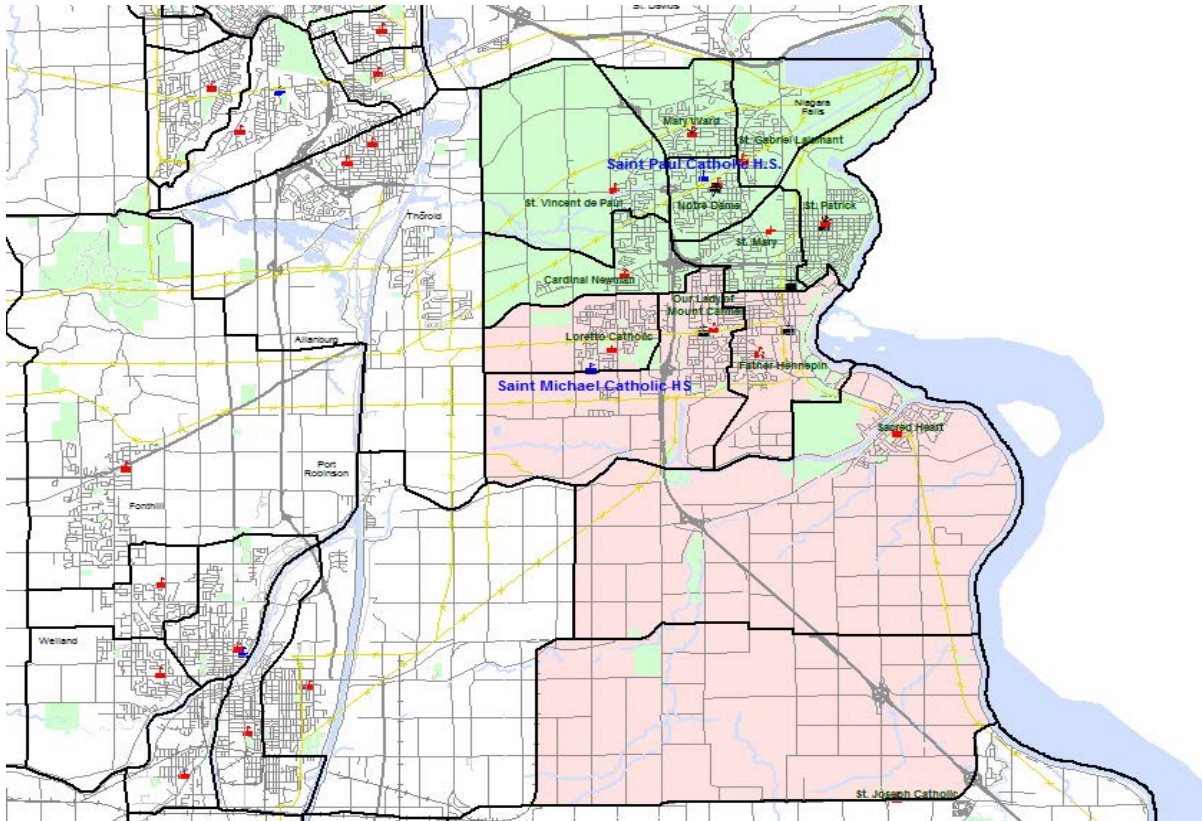 St. Davids
Niagara
Falls
Mary Ward
St. Gabriel Lalemant
Saint Paul Catholic H.S.
St. Vincent de Paul
Notre Dame
St. Patrick
Thorold
St. Mary
Cardinal Newman
Our Lady of
Mount Carmel
Loretto Catholic
Allanburg
Father Hennepin
Saint Michael Catholic HS
Sacred Heart
Port
Robinson
Fonthill
Welland
St. Joseph Catholic